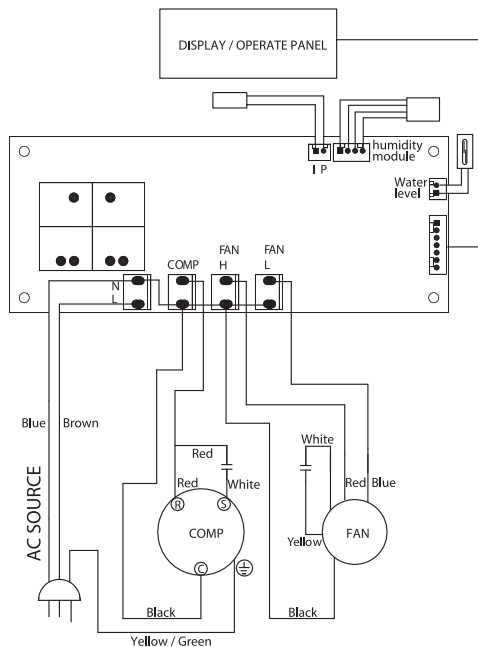 DISPLAY / OPERATE PANEL
humidity
module
I P
Water
level
COMP
FAN
H
FAN
L
N
L
Blue
Brown
AC SOURCE
Red
Red
White
R
S
COMP
C
White
Red
Blue
Yellow
FAN
Black
Black
Yellow / Green